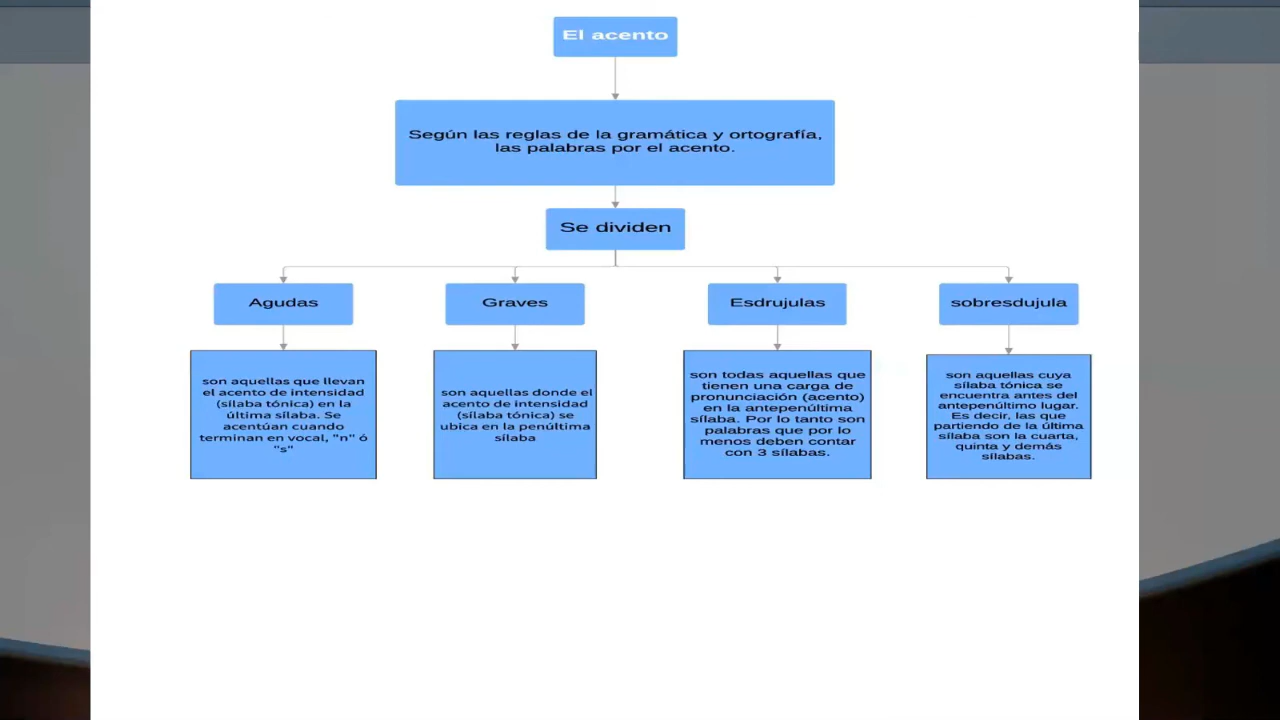 El acento
Según las reglas de la gramática y ortografía,
las palabras por el acento.
Se dividen
Agudas
Graves
Esdrujulas
sobresdujula
son aquellas que llevan
el acento de intensidad
(sílaba tónica) en la
última sílaba. Se
acentúan cuando
terminan en vocal, "n" ó
"s"
son aquellas donde el
acento de intensidad
(sílaba tónica) se
ubica en la penúltima
sílaba
son todas aquellas que
tienen una carga de
pronunciación (acento)
en la antepenúltima
sílaba. Por lo tanto son
palabras que por lo
menos deben contar
con 3 sílabas.
son aquellas cuya
sílaba tónica se
encuentra antes del
antepenúltimo lugar.
Es decir, las que
partiendo de la última
sílaba son la cuarta,
quinta y demás
sílabas.